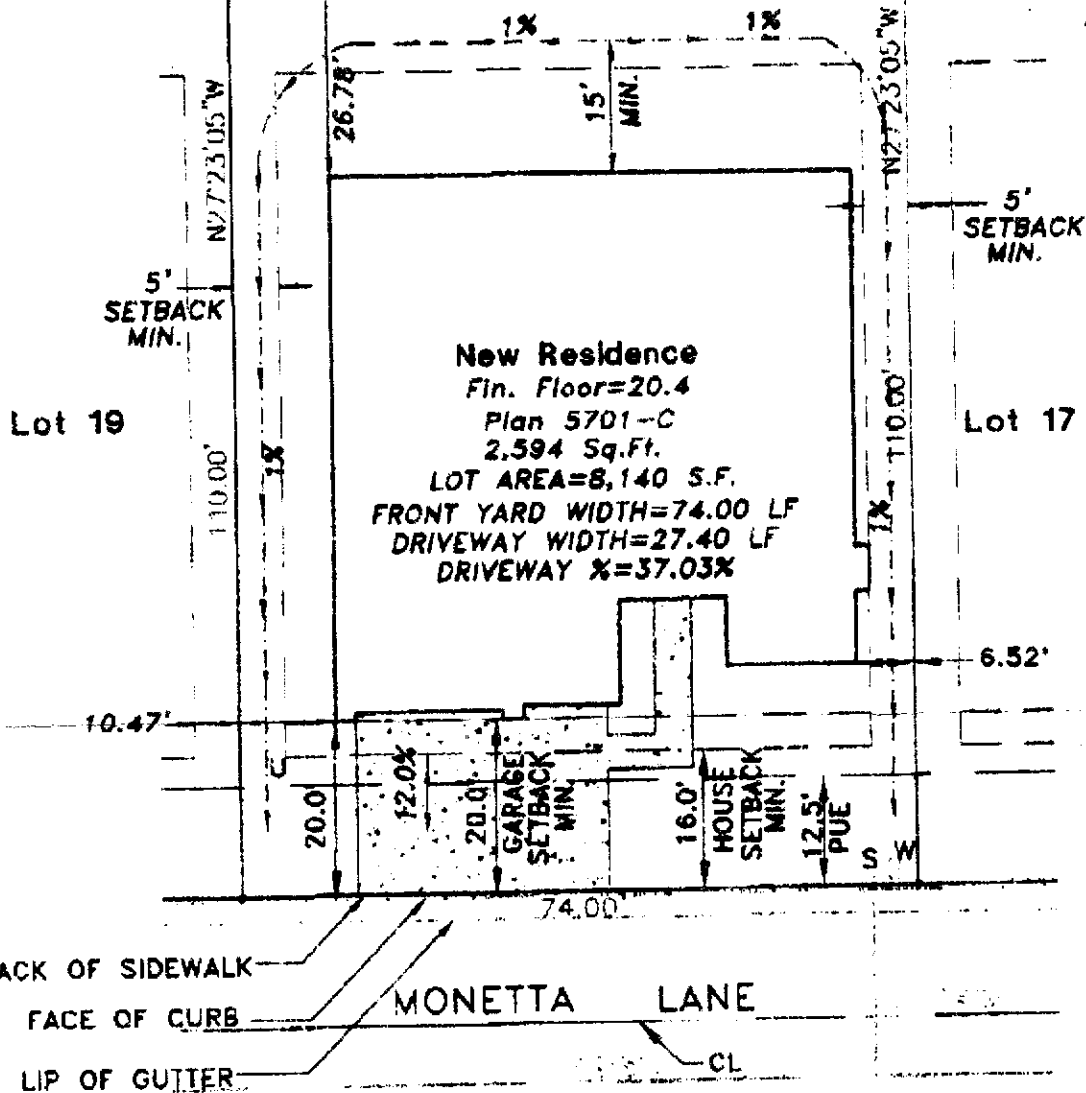 1%
1%
N27°23'05"W
26.78'
15'
MIN.
N27°23'05"W
5'
SETBACK
MIN.
5'
SETBACK
MIN.
New Residence
Fin. Floor=20.4
Plan 5701-C
2,594 Sq.Ft.
LOT AREA=8,140 S.F.
FRONT YARD WIDTH=74.00 LF
DRIVEWAY WIDTH=27.40 LF
DRIVEWAY %=37.03%
Lot 19
Lot 17
110.00'
1%
110.00'
1%
6.52'
10.47'
20.0'
12.0%
20.0'
GARAGE
SETBACK
MIN.
16.0'
HOUSE
SETBACK
MIN.
12.5'
PUE
S W
74.00
ACK OF SIDEWALK
FACE OF CURB
LIP OF GUTTER
MONETTA LANE
CL